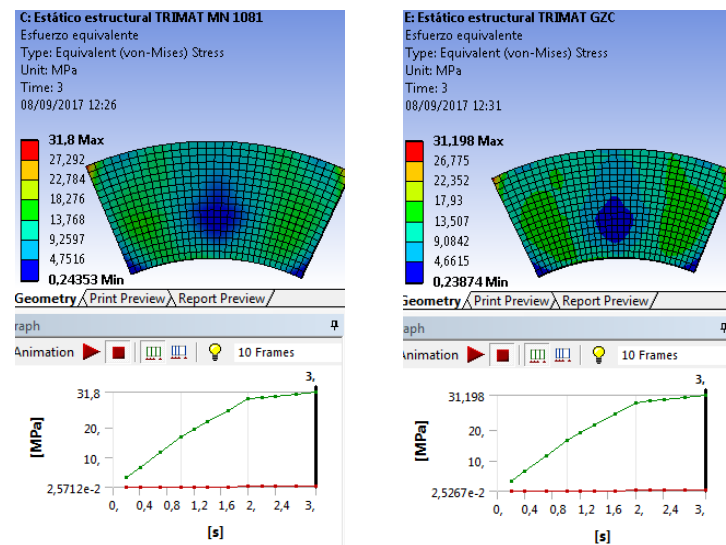 C: Estático estructural TRIMAT MN 1081
Esfuerzo equivalente
Type: Equivalent (von-Mises) Stress
Unit: MPa
Time: 3
08/09/2017 12:26
31,8 Max
27,292
22,784
18,276
13,768
9,2597
4,7516
0,24353 Min
Geometry Print Preview Report Preview
raph
Animation 10 Frames
3,
31,8
20,
10,
2,5712e-2
[MPa]
0, 0,4 0,8 1,2 1,6 2, 2,4 3,
[s]
E: Estático estructural TRIMAT GZC
Esfuerzo equivalente
Type: Equivalent (von-Mises) Stress
Unit: MPa
Time: 3
08/09/2017 12:31
31,198 Max
26,775
22,352
17,93
13,507
9,0842
4,6615
0,23874 Min
Geometry Print Preview Report Preview
aph
Animation 10 Frames
3,
31,198
20,
10,
2,5267e-2
[MPa]
0, 0,4 0,8 1,2 1,6 2, 2,4 3,
[s]